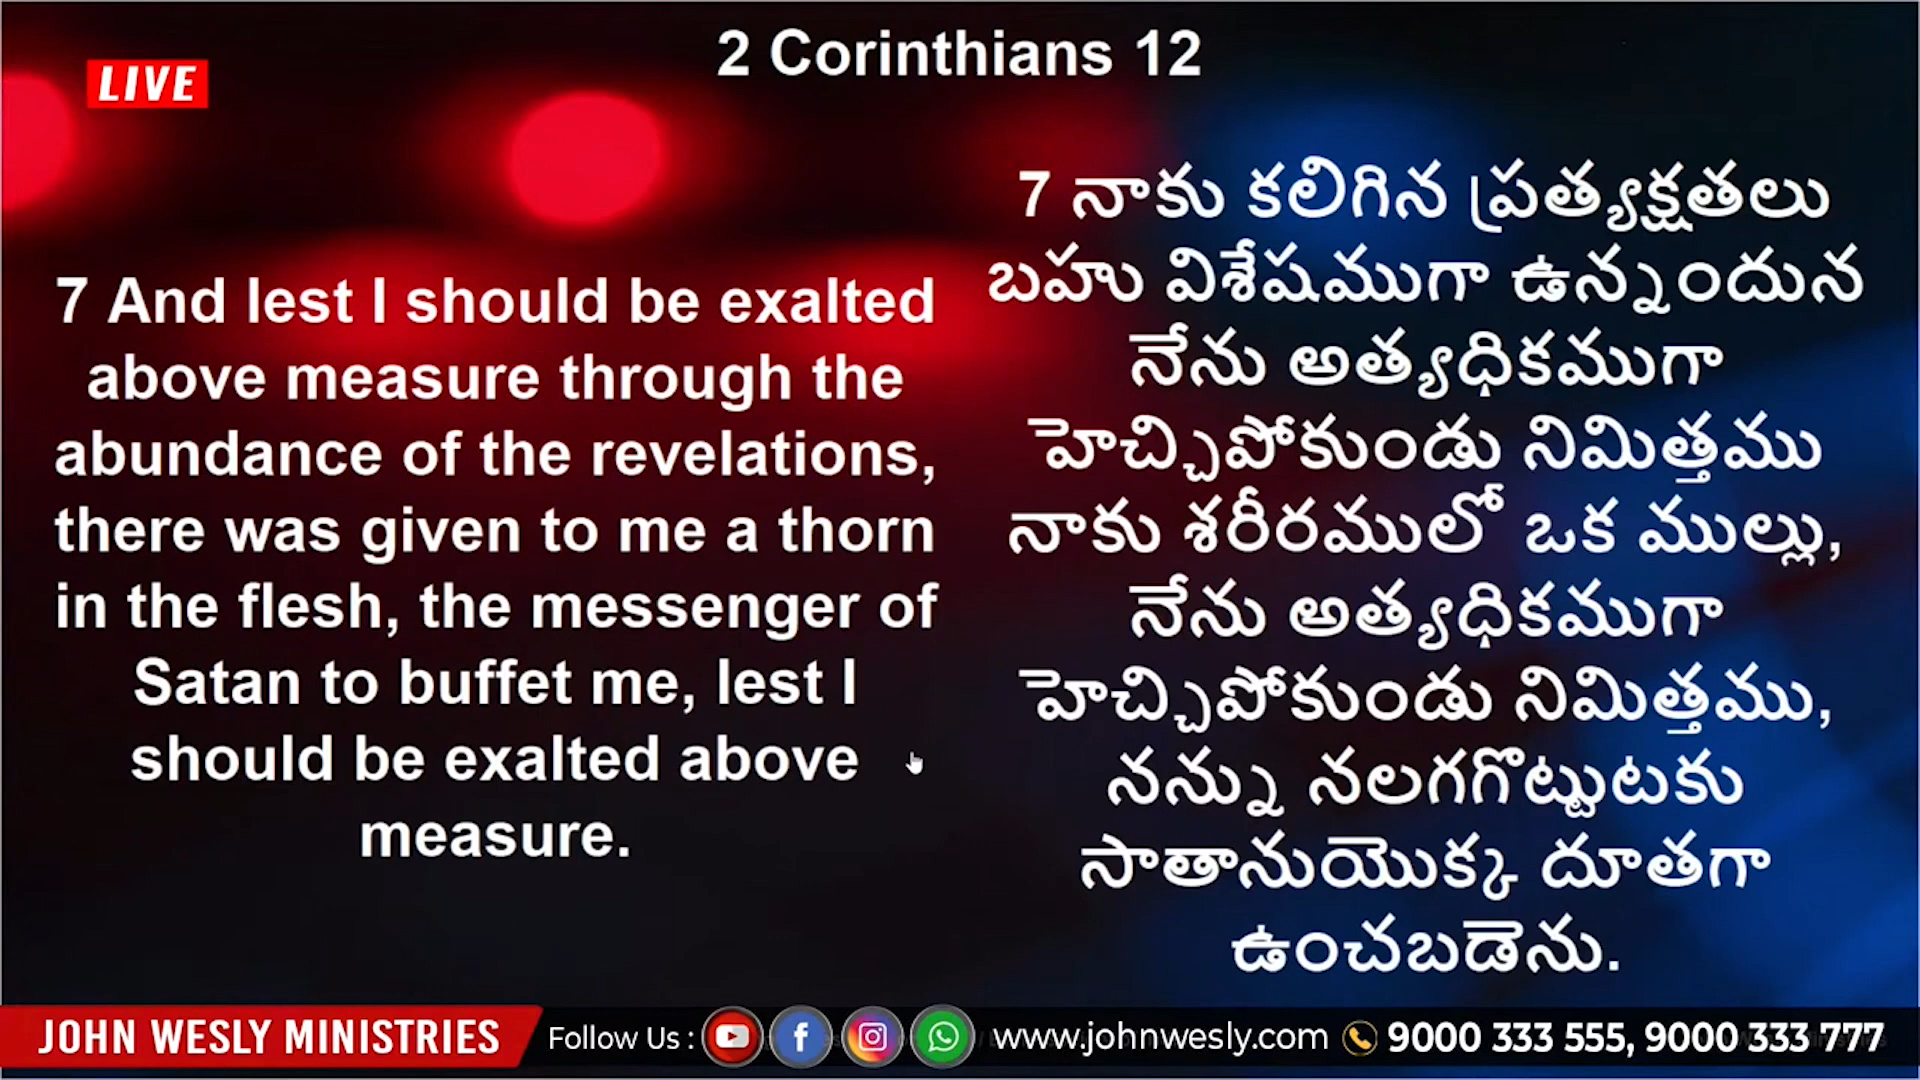 2 Corinthians 12
LIVE
7 And lest I should be exalted
above measure through the
abundance of the revelations,
there was given to me a thorn
in the flesh, the messenger of
Satan to buffet me, lest I
should be exalted above
measure.
7 నాకు కలిగిన ప్రత్యక్షతలు
బహు విశేషముగా ఉన్నందున
నేను అత్యధికముగా
హెచ్చిపోకుండు నిమిత్తము
నాకు శరీరములో ఒక ముల్లు,
నేను అత్యధికముగా
హెచ్చిపోకుండు నిమిత్తము,
నన్ను నలగగొట్టుటకు
సాతానుయొక్క దూతగా
ఉంచబడెను.
JOHN WESLY MINISTRIES Follow Us : www.johnwesly.com 9000 333 555, 9000 333 777